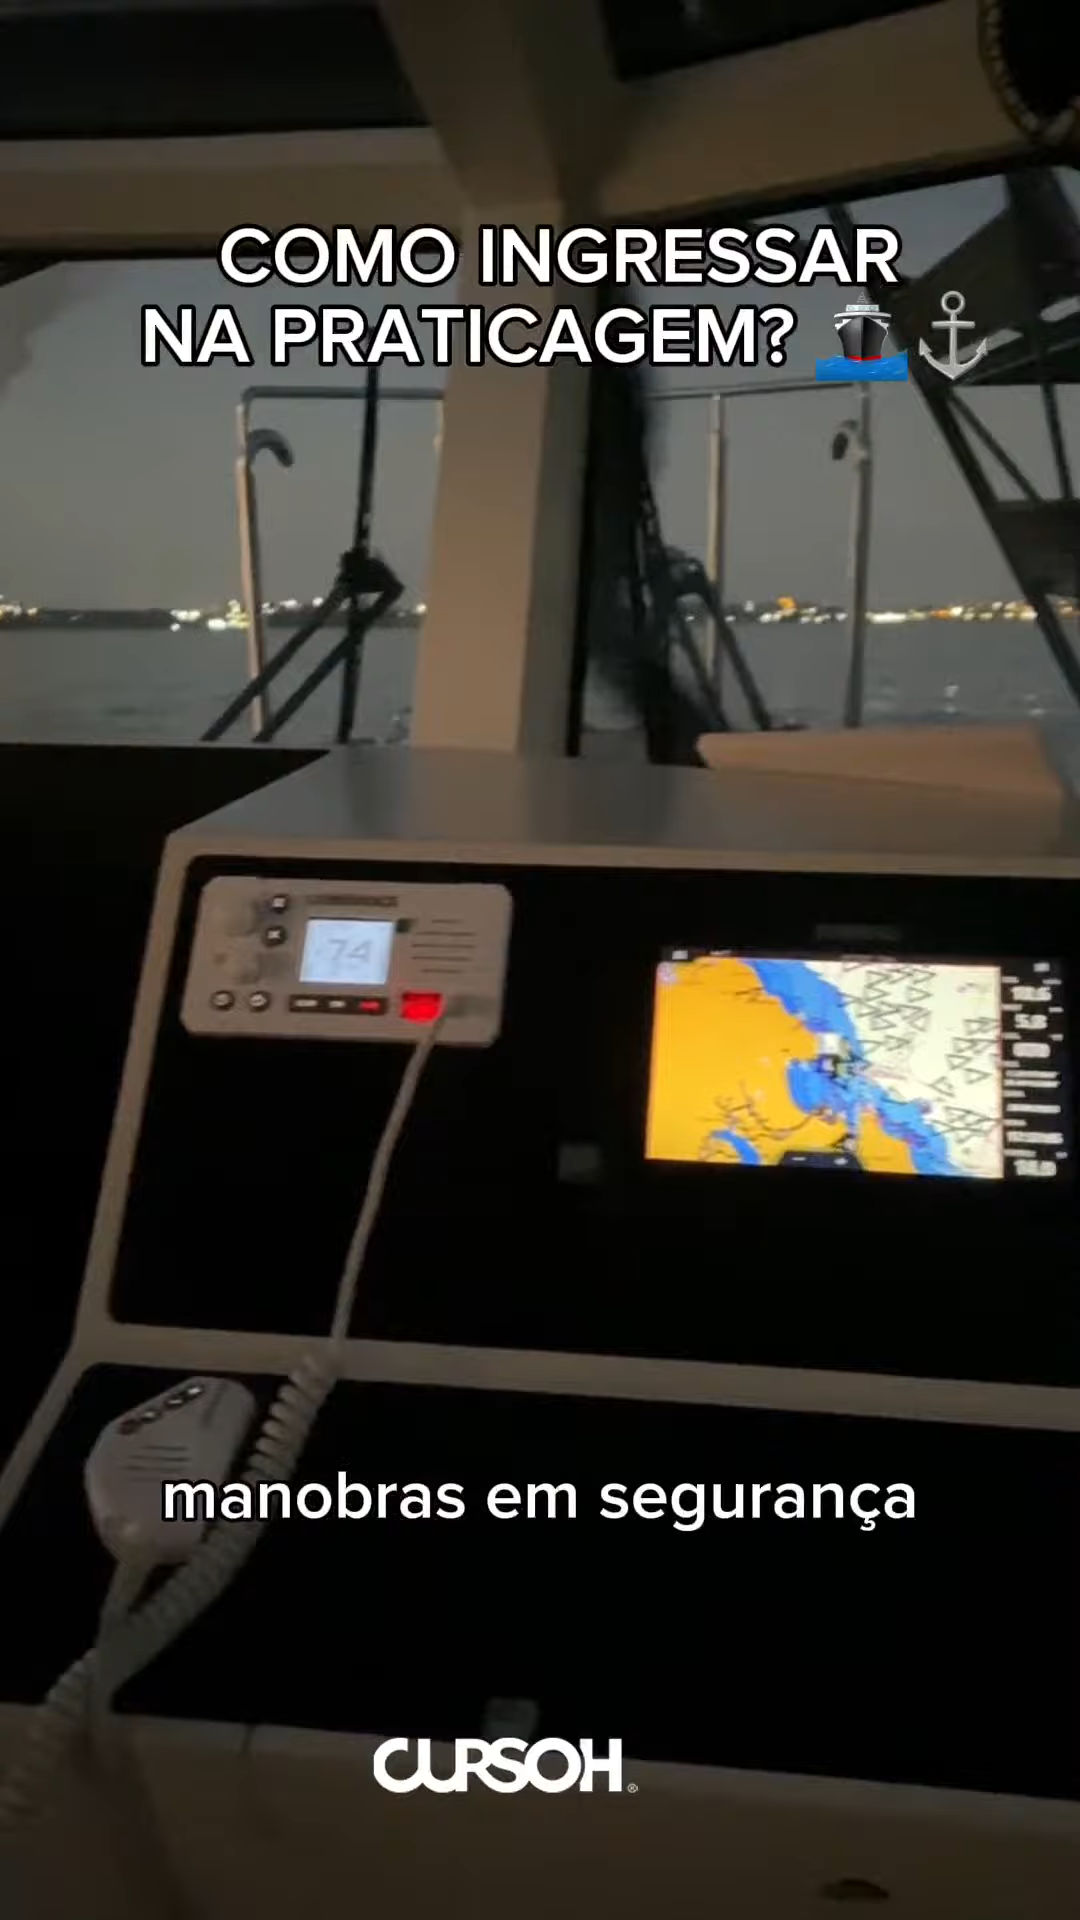 COMO INGRESSAR
NA PRATICAGEM? 🚢⚓
74
manobras em segurança
CURSOH®